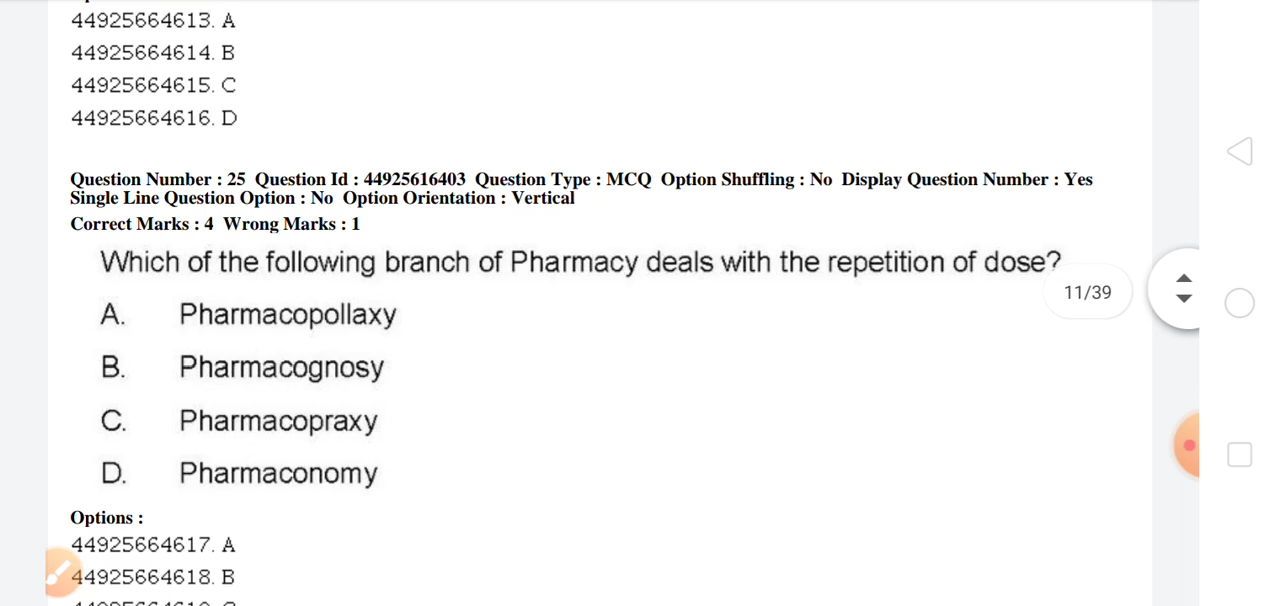 44925664613. A
44925664614. B
44925664615. C
44925664616. D
Question Number : 25 Question Id : 44925616403 Question Type : MCQ Option Shuffling : No Display Question Number : Yes
Single Line Question Option : No Option Orientation : Vertical
Correct Marks : 4 Wrong Marks : 1
Which of the following branch of Pharmacy deals with the repetition of dose?
11/39
A. Pharmacopollaxy
B. Pharmacognosy
C. Pharmacopraxy
D. Pharmaconomy
Options :
44925664617. A
44925664618. B